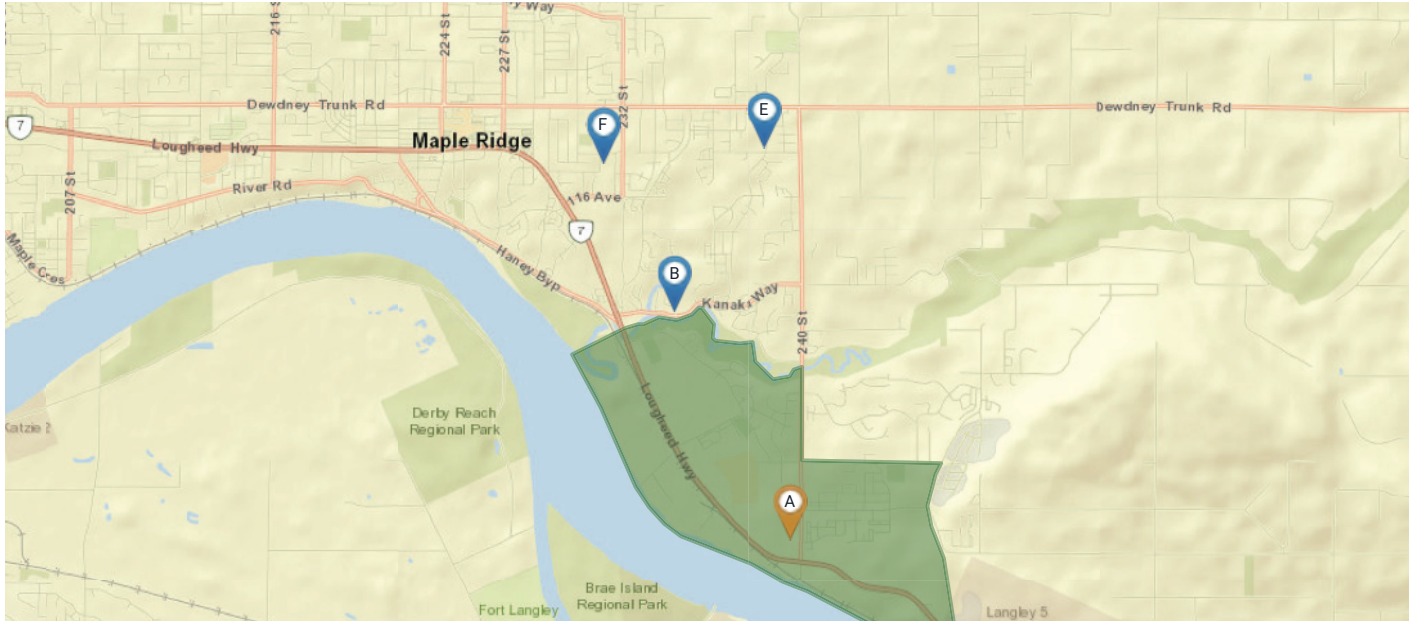 216 S
224 St
227 St
y Way
232 St
Dewdney Trunk Rd
Dewdney Trunk Rd
E
F
7
Lougheed Hwy
Maple Ridge
207 St
River Rd
116 Ave
7
Maple Cres
Haney Byp
B
Kanaka Way
240 St
Derby Reach
Regional Park
Lougheed Hwy
Katzie 2
A
Brae Island
Regional Park
Fort Langley
Langley 5